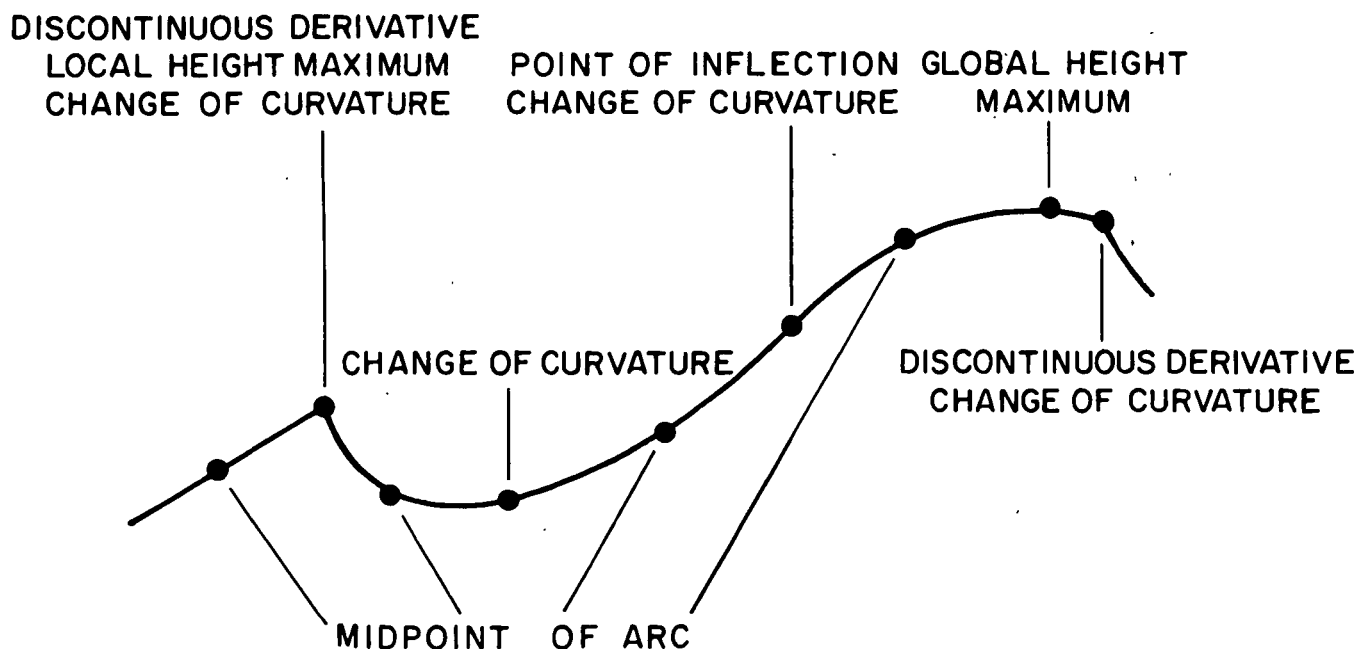 DISCONTINUOUS DERIVATIVE
LOCAL HEIGHT MAXIMUM
CHANGE OF CURVATURE
POINT OF INFLECTION
CHANGE OF CURVATURE
GLOBAL HEIGHT
MAXIMUM
CHANGE OF CURVATURE
DISCONTINUOUS DERIVATIVE
CHANGE OF CURVATURE
MIDPOINT OF ARC